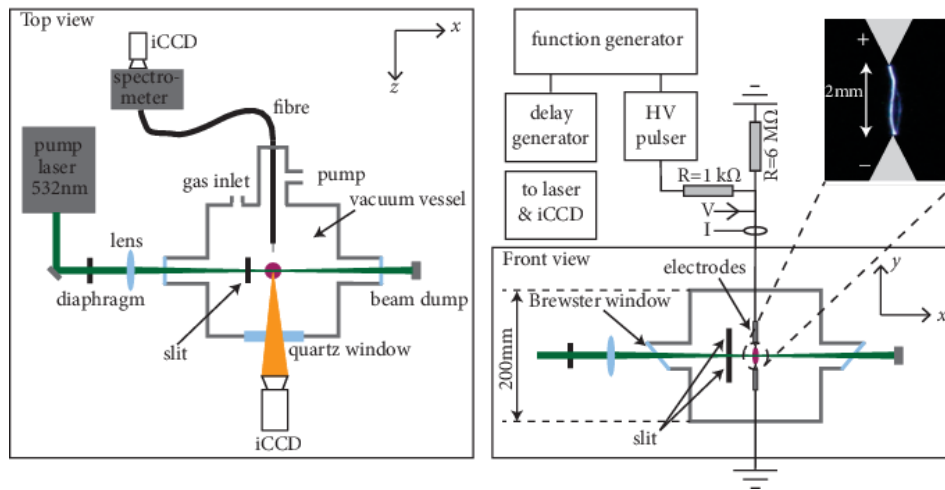 Top view
iCCD
x
z
spectro-
meter
fibre
pump
laser
532nm
gas inlet
pump
vacuum vessel
lens
diaphragm
beam dump
slit
quartz window
iCCD
function generator
delay
generator
HV
pulser
to laser
& iCCD
R=1 kΩ
R=6 MΩ
V
I
+
2mm
−
Front view
electrodes
y
x
Brewster window
200mm
slit